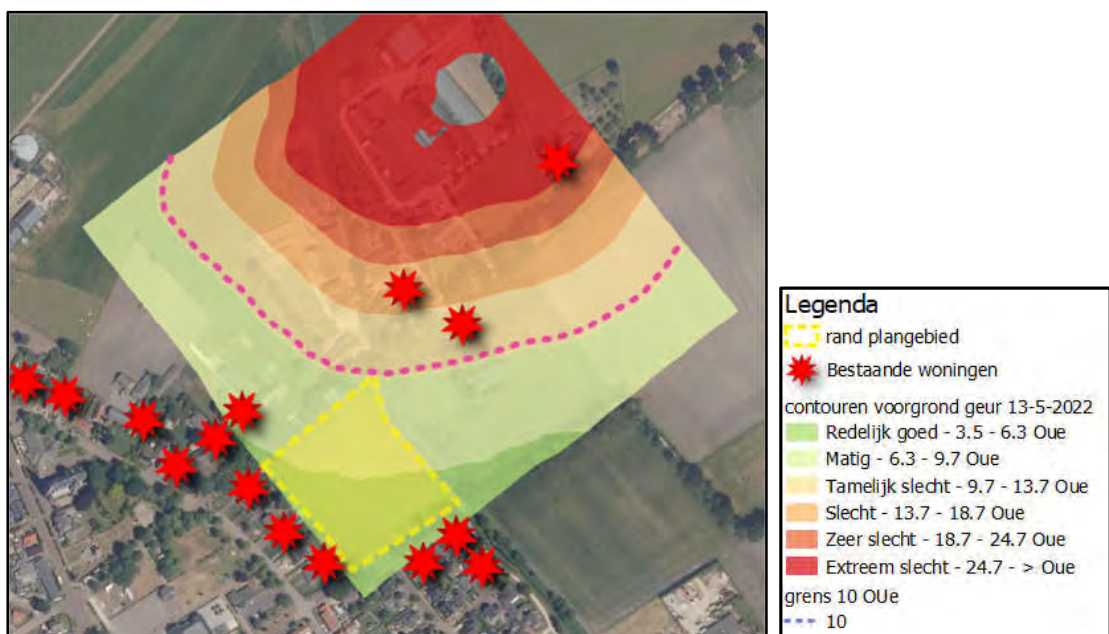 Legenda
rand plangebied
Bestaande woningen
contouren voorgrond geur 13-5-2022
Redelijk goed - 3.5 - 6.3 Oue
Matig - 6.3 - 9.7 Oue
Tamelijk slecht - 9.7 - 13.7 Oue
Slecht - 13.7 - 18.7 Oue
Zeer slecht - 18.7 - 24.7 Oue
Extreem slecht - 24.7 - > Oue
grens 10 OUe
10